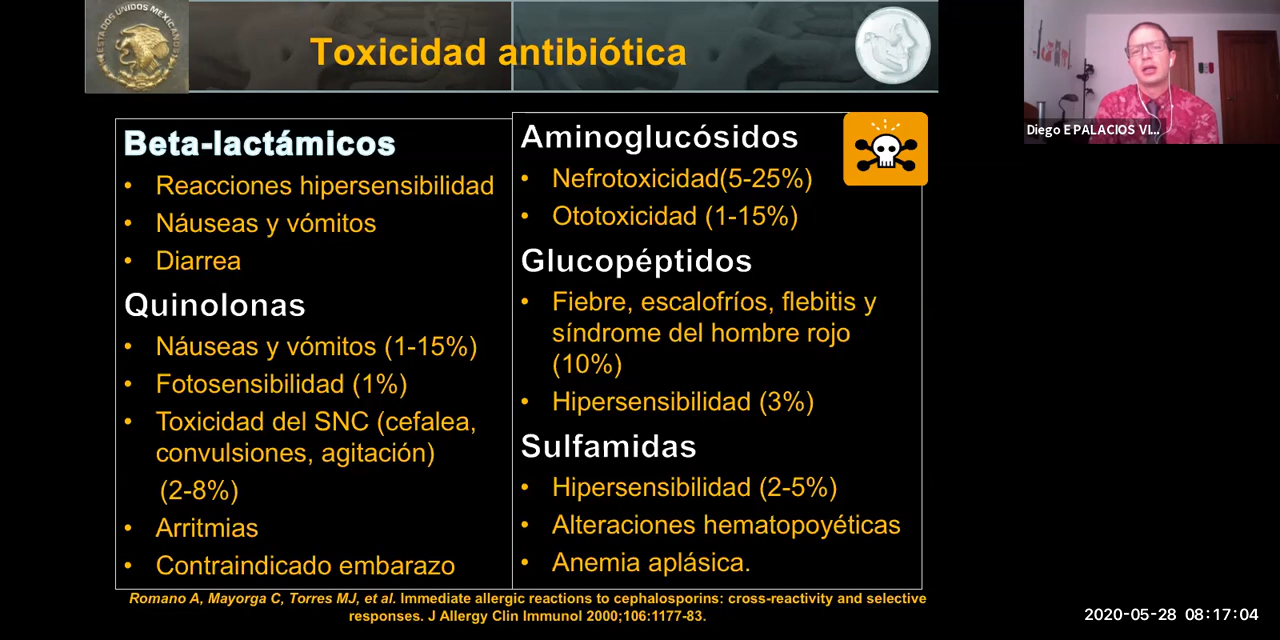 ESTADOS UNIDOS MEXICANOS
Toxicidad antibiótica
Diego E PALACIOS VI...
Beta-lactámicos
• Reacciones hipersensibilidad
• Náuseas y vómitos
• Diarrea
Quinolonas
• Náuseas y vómitos (1-15%)
• Fotosensibilidad (1%)
• Toxicidad del SNC (cefalea,
convulsiones, agitación)
(2-8%)
• Arritmias
• Contraindicado embarazo
Aminoglucósidos
• Nefrotoxicidad(5-25%)
• Ototoxicidad (1-15%)
Glucopéptidos
• Fiebre, escalofríos, flebitis y
síndrome del hombre rojo
(10%)
• Hipersensibilidad (3%)
Sulfamidas
• Hipersensibilidad (2-5%)
• Alteraciones hematopoyéticas
• Anemia aplásica.
Romano A, Mayorga C, Torres MJ, et al. Immediate allergic reactions to cephalosporins: cross-reactivity and selective
responses. J Allergy Clin Immunol 2000;106:1177-83.
2020-05-28 08:17:04